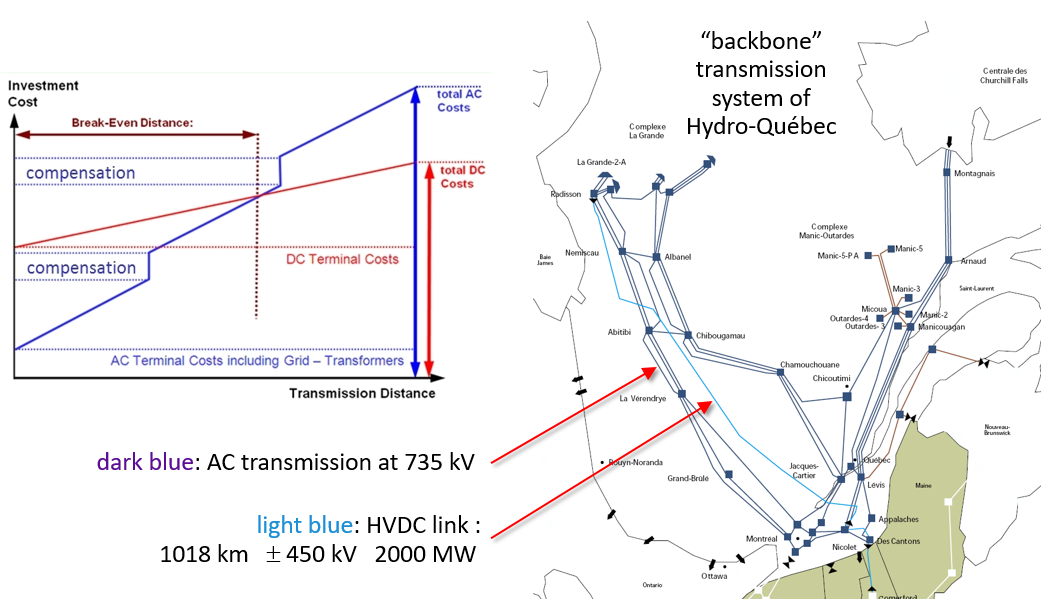 Investment
Cost
Break-Even Distance:
total AC
Costs
compensation
total DC
Costs
DC Terminal Costs
compensation
AC Terminal Costs including Grid – Transformers
Transmission Distance
dark blue: AC transmission at 735 kV
light blue: HVDC link :
1018 km ± 450 kV 2000 MW
“backbone”
transmission
system of
Hydro-Québec
Centrale des
Churchill Falls
Complexe
La Grande
La Grande-2-A
Radisson
Montagnais
Nemiscau
Baie
James
Albanel
Complexe
Manic-Outardes
Manic-5
Manic-5-P A
Arnaud
Saint-Laurent
Manic-3
Micoua
Manic-2
Outardes-4
Outardes- 3
Manicouagan
Abitibi
Chibougamau
Chamouchouane
Chicoutimi
La Vérendrye
Nouveau-
Brunswick
Rouyn-Noranda
Grand-Brûlé
Jacques-
Cartier
Québec
Lévis
Maine
Appalaches
Montréal
Nicolet
Des Cantons
Ottawa
Ontario
Comerford